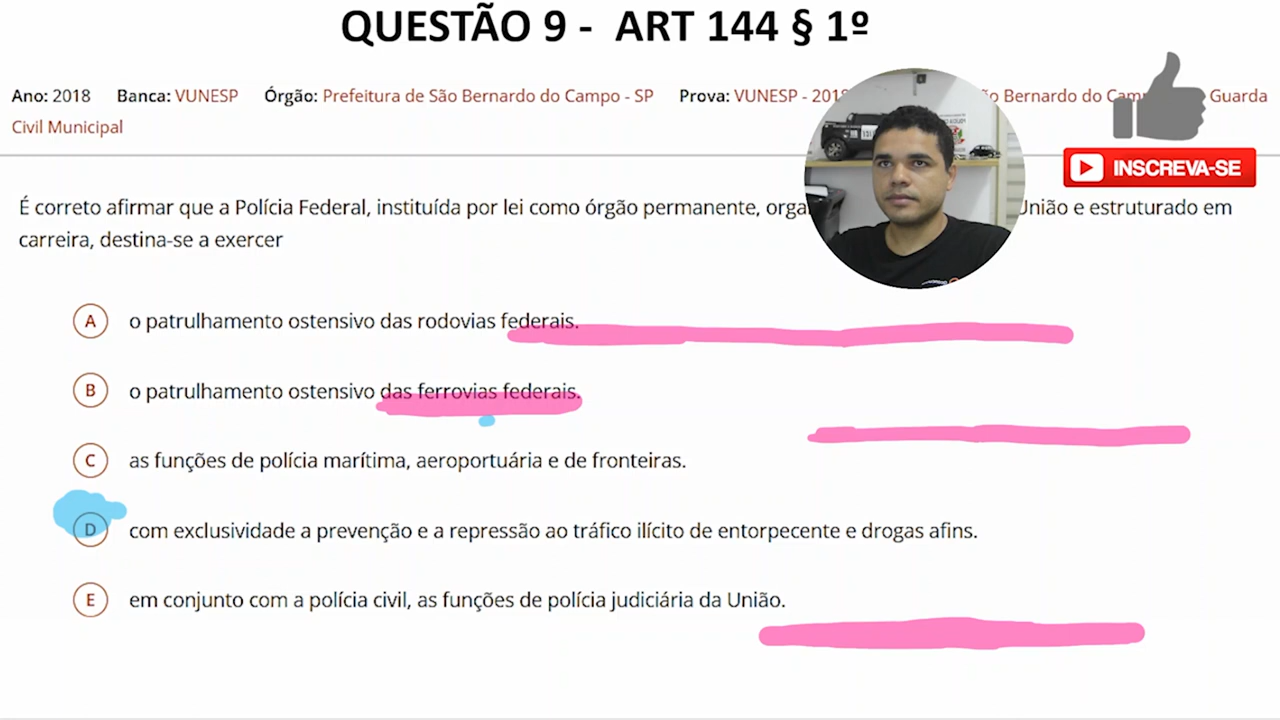 QUESTÃO 9 - ART 144 § 1º
Ano: 2018 Banca: VUNESP Órgão: Prefeitura de São Bernardo do Campo - SP Prova: VUNESP - 2018 Bernardo do Guarda
Civil Municipal
INSCREVA-SE
É correto afirmar que a Polícia Federal, instituída por lei como órgão permanente, União e estruturado em
carreira, destina-se a exercer
A o patrulhamento ostensivo das rodovias federais.
B o patrulhamento ostensivo das ferrovias federais.
C as funções de polícia marítima, aeroportuária e de fronteiras.
D com exclusividade a prevenção e a repressão ao tráfico ilícito de entorpecente e drogas afins.
E em conjunto com a polícia civil, as funções de polícia judiciária da União.